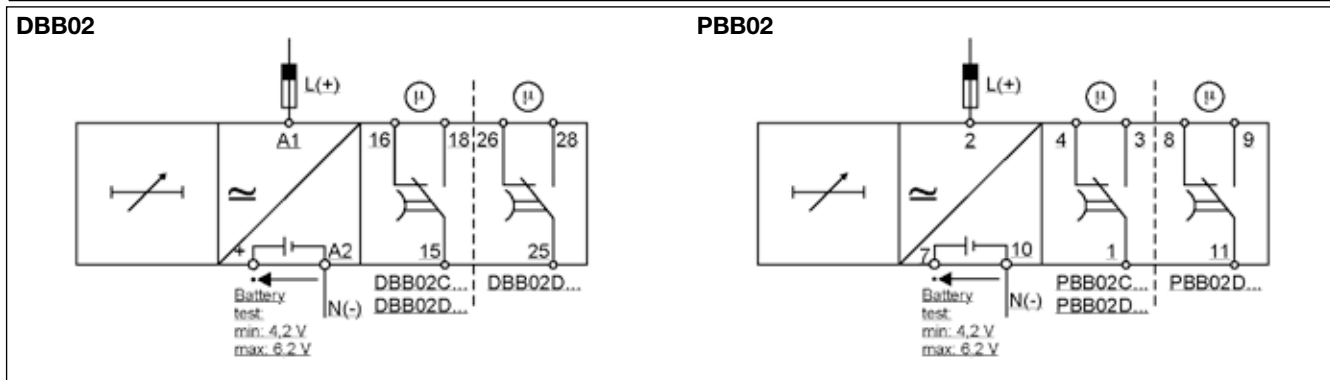 DBB02
L(+)
μ
μ
A1
16
18
26
28
≃
+
A2
15
25
DBB02C...
DBB02D...
DBB02D...
Battery
test:
min: 4,2 V
max: 6.2 V
N(-)
PBB02
L(+)
μ
μ
2
4
3
8
9
≃
7
10
1
11
PBB02C...
PBB02D...
PBB02D...
Battery
test:
min: 4,2 V
max: 6.2 V
N(-)